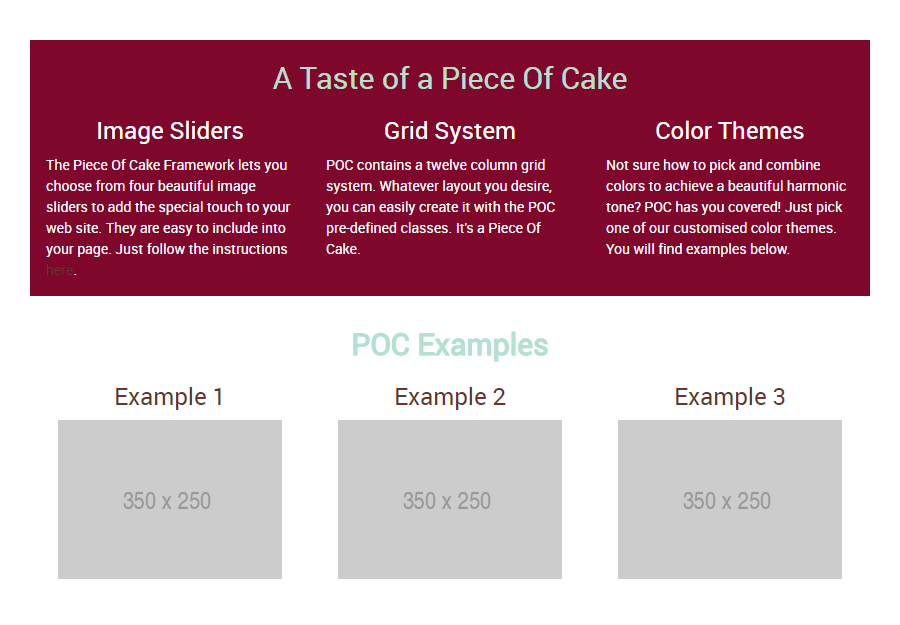 A Taste of a Piece Of Cake
Image Sliders
The Piece Of Cake Framework lets you
choose from four beautiful image
sliders to add the special touch to your
web site. They are easy to include into
your page. Just follow the instructions
here.
Grid System
POC contains a twelve column grid
system. Whatever layout you desire,
you can easily create it with the POC
pre-defined classes. It's a Piece Of
Cake.
Color Themes
Not sure how to pick and combine
colors to achieve a beautiful harmonic
tone? POC has you covered! Just pick
one of our customised color themes.
You will find examples below.
POC Examples
Example 1
350 x 250
Example 2
350 x 250
Example 3
350 x 250